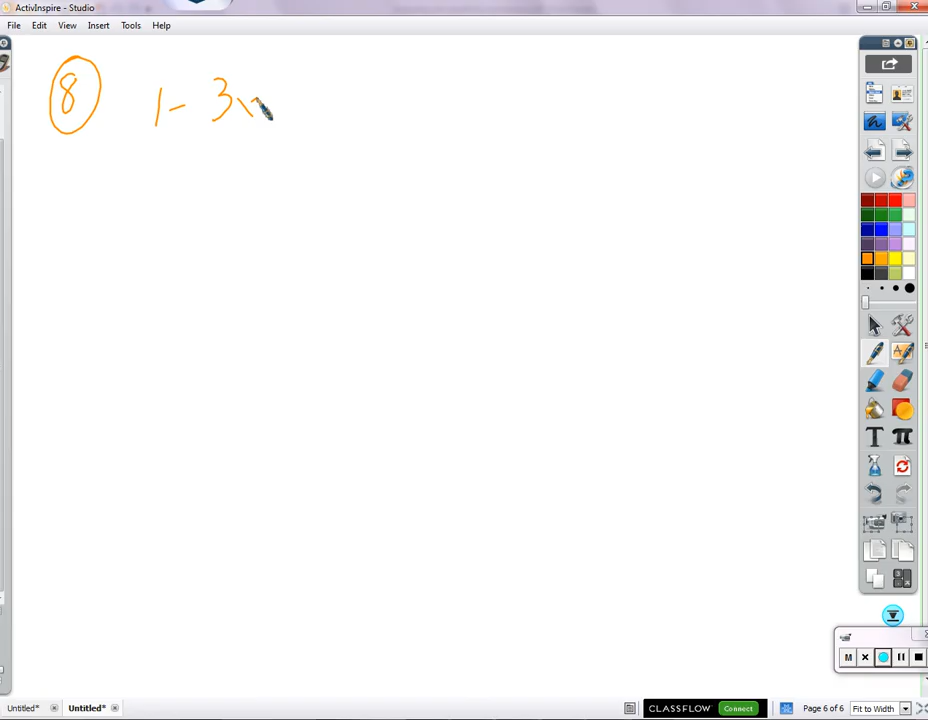 ActivInspire - Studio
File Edit View Insert Tools Help
8 1 - 3
T π
M
Untitled* Untitled* CLASSFLOW Connect Page 6 of 6 Fit to Width